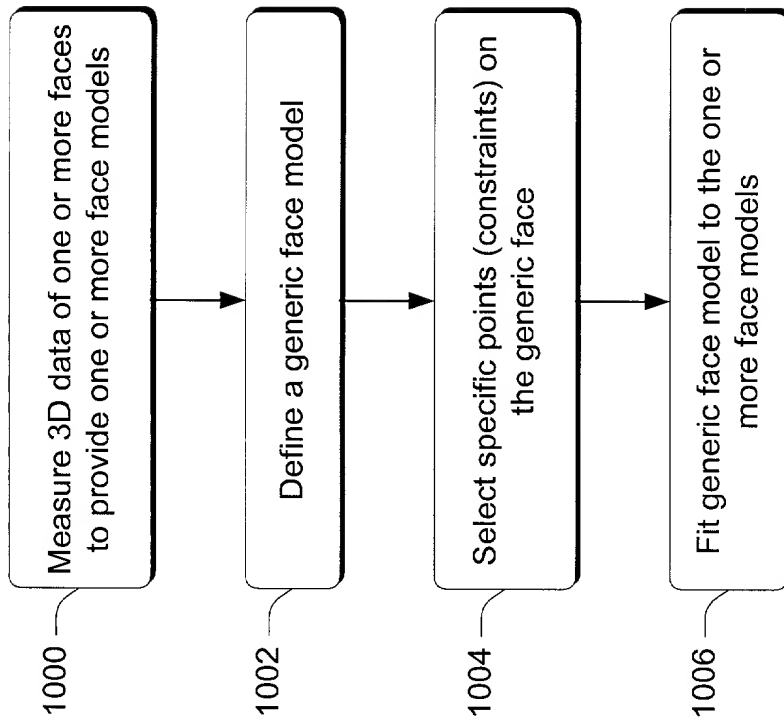 1000
Measure 3D data of one or more faces
to provide one or more face models
1002
Define a generic face model
1004
Select specific points (constraints) on
the generic face
1006
Fit generic face model to the one or
more face models